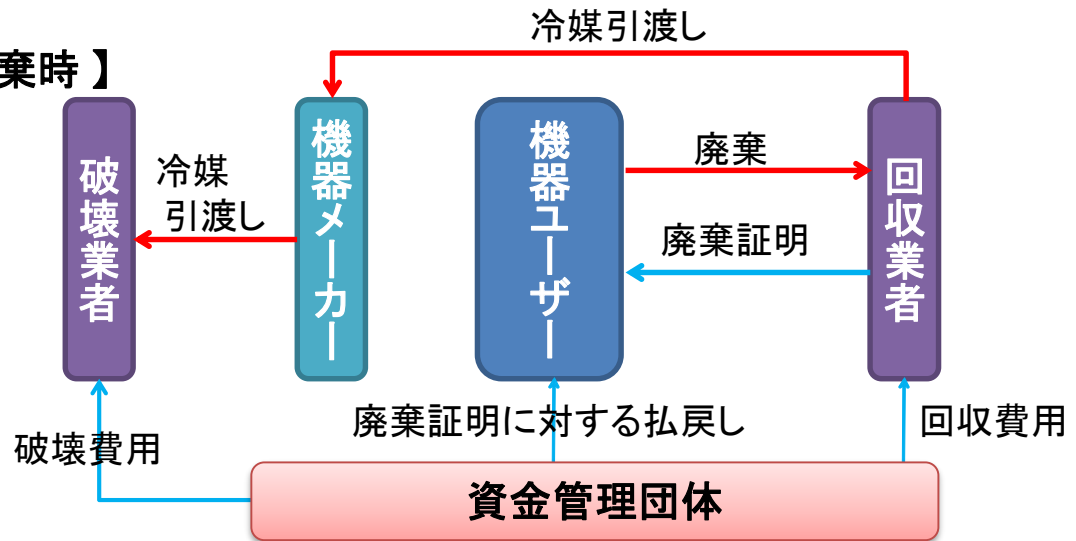 冷媒引渡し
棄時 】
破壊業者
冷媒
引渡し
機器メーカー
機器ユーザー
廃棄
廃棄証明
回収業者
破壊費用
廃棄証明に対する払戻し
回収費用
資金管理団体